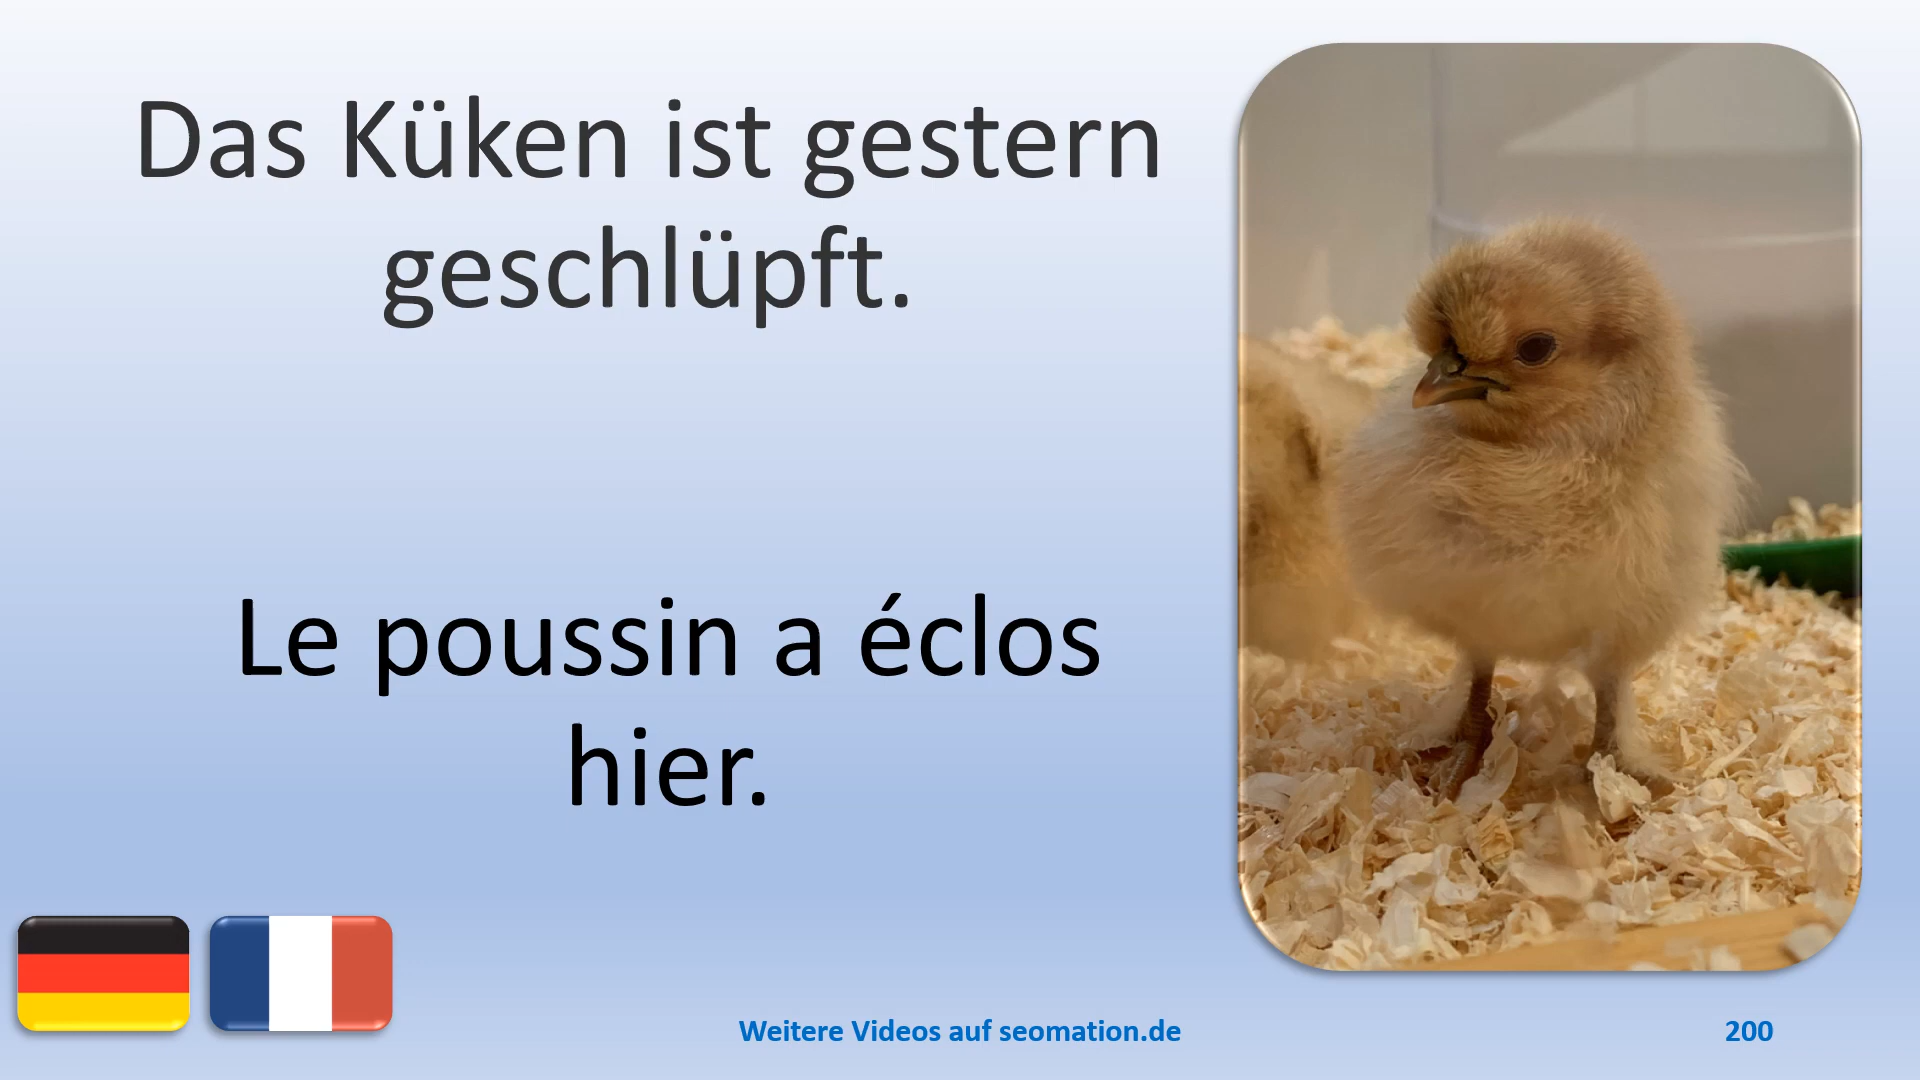 Das Küken ist gestern
geschlüpft.
Le poussin a éclos
hier.
Weitere Videos auf seomation.de
200